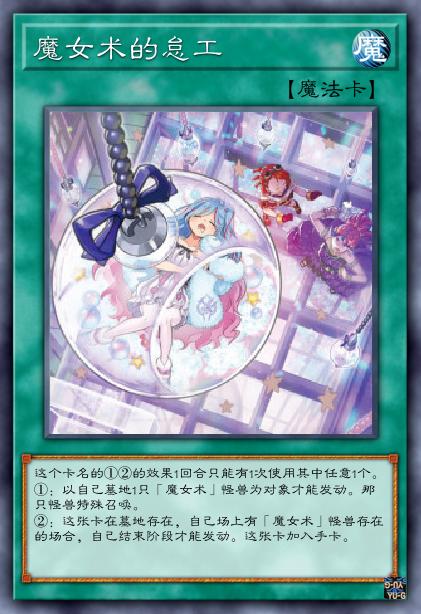 魔女术的怠工
魔
【魔法卡】
这个卡名的①②的效果1回合只能有1次使用其中任意1个。
①：以自己墓地1只「魔女术」怪兽为对象才能发动。那
只怪兽特殊召唤。
②：这张卡在墓地存在，自己场上有「魔女术」怪兽存在
的场合，自己结束阶段才能发动。这张卡加入手卡。